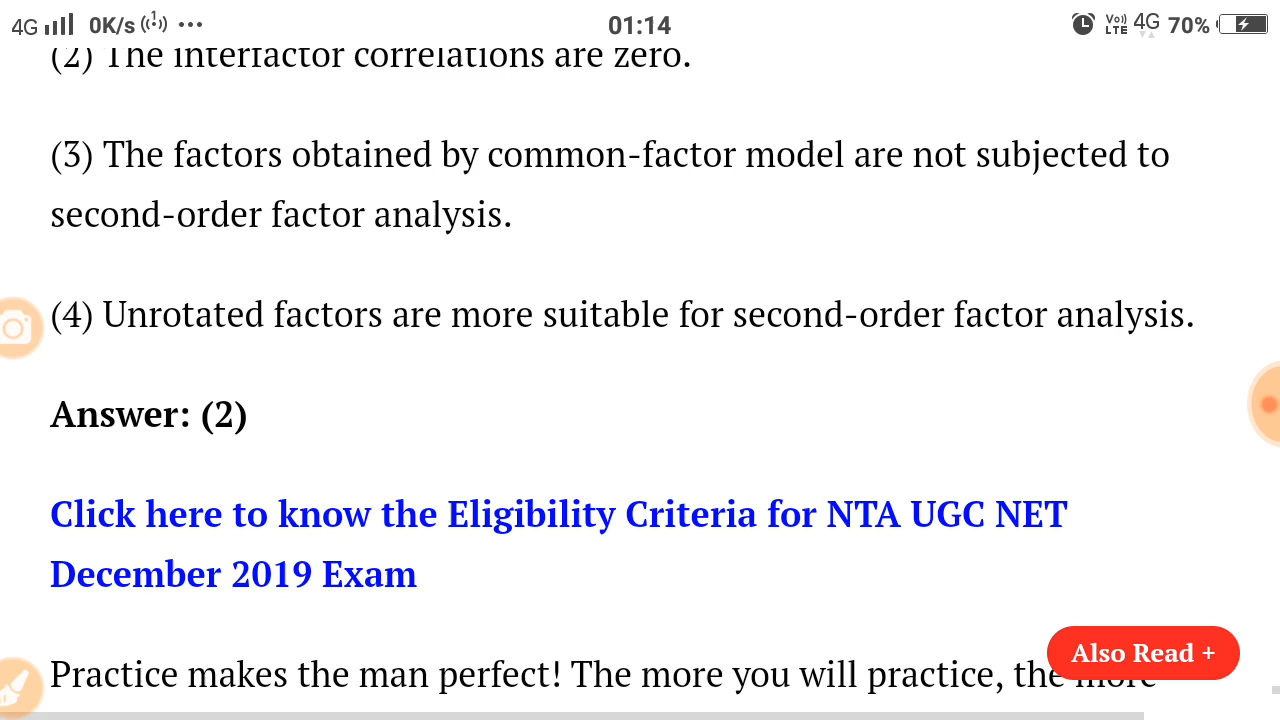 4G 0K/s 01:14 Vo)) LTE 4G 70%
(2) The interfactor correlations are zero.
(3) The factors obtained by common-factor model are not subjected to
second-order factor analysis.
(4) Unrotated factors are more suitable for second-order factor analysis.
Answer: (2)
Click here to know the Eligibility Criteria for NTA UGC NET
December 2019 Exam
Also Read +
Practice makes the man perfect! The more you will practice, the more